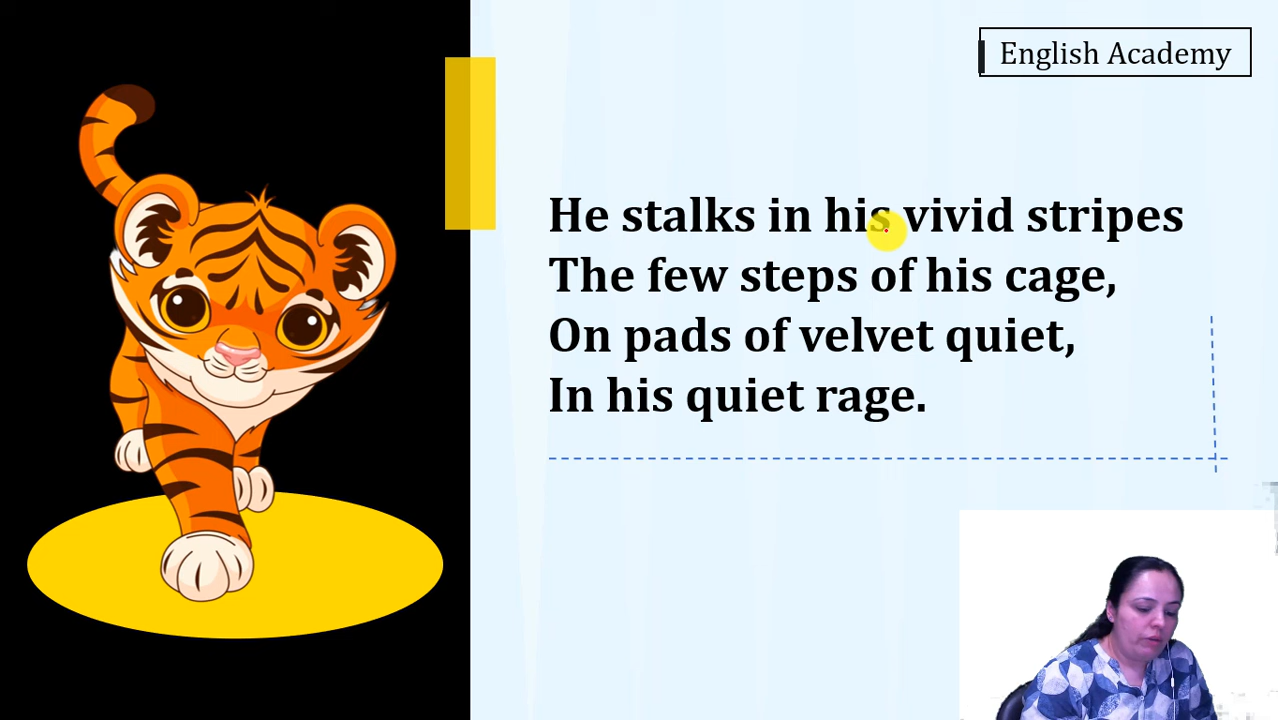 English Academy
He stalks in his vivid stripes
The few steps of his cage,
On pads of velvet quiet,
In his quiet rage.